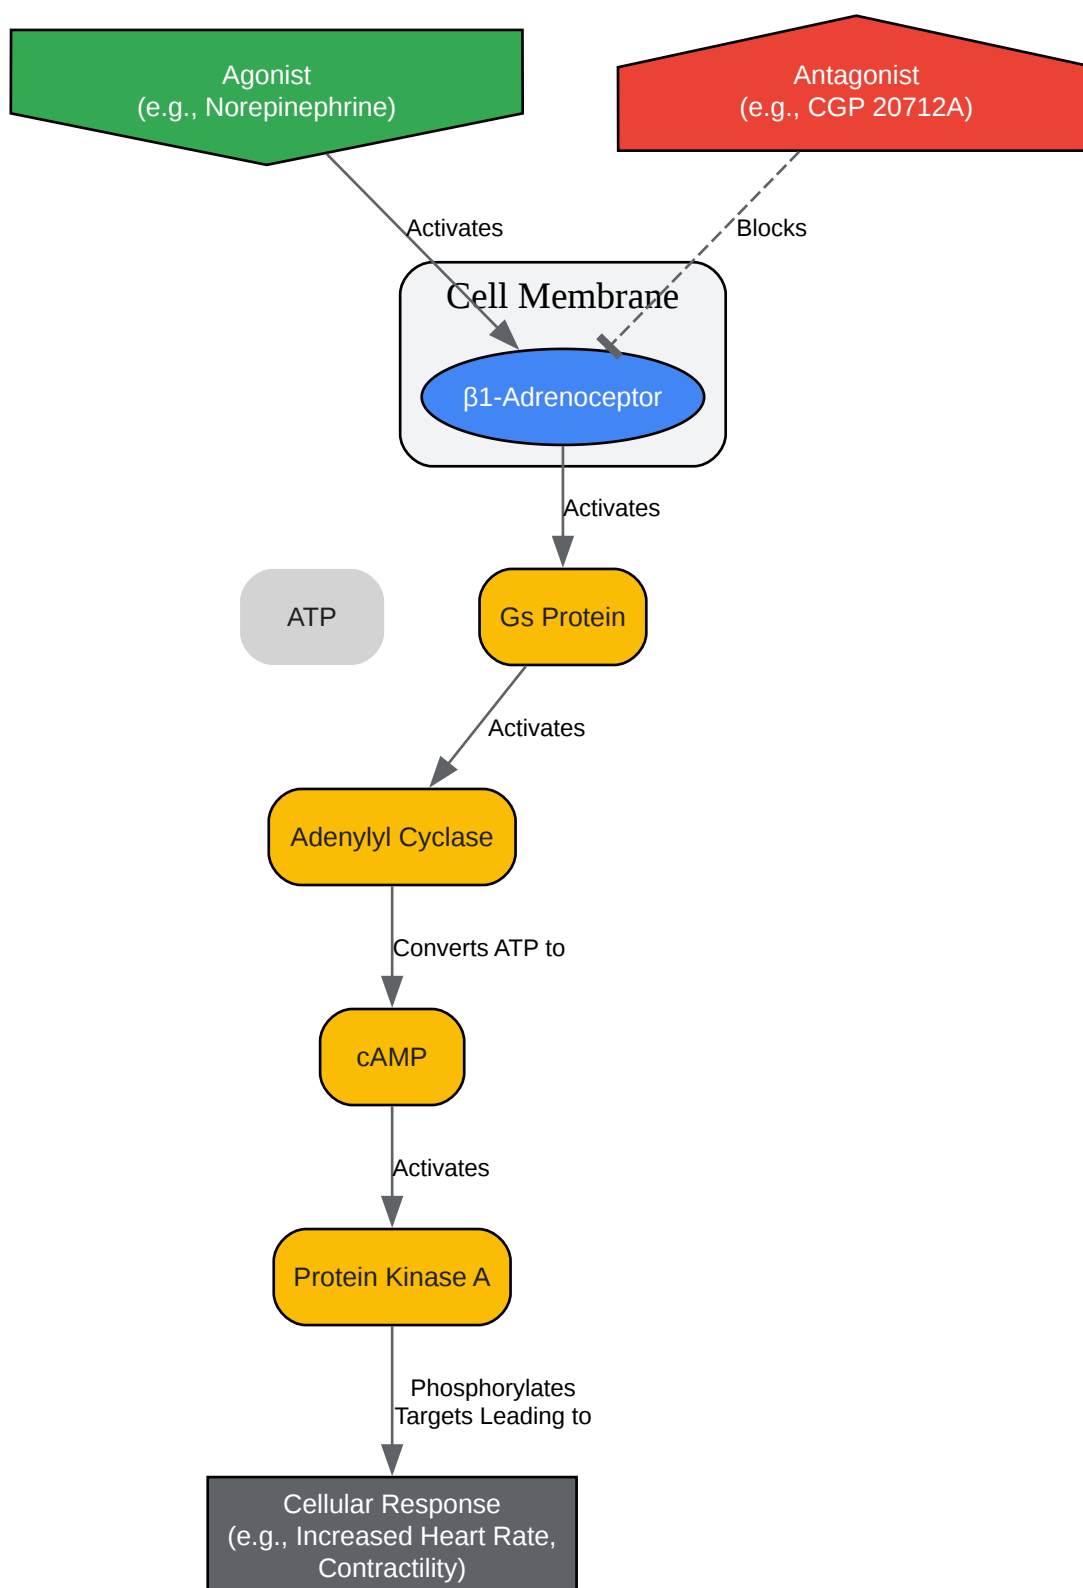 Agonist
(e.g., Norepinephrine)
Antagonist
(e.g., CGP 20712A)
Activates
Blocks
Cell Membrane
β1-Adrenoceptor
Activates
ATP
Gs Protein
Activates
Adenylyl Cyclase
Converts ATP to
cAMP
Activates
Protein Kinase A
Phosphorylates
Targets Leading to
Cellular Response
(e.g., Increased Heart Rate,
Contractility)